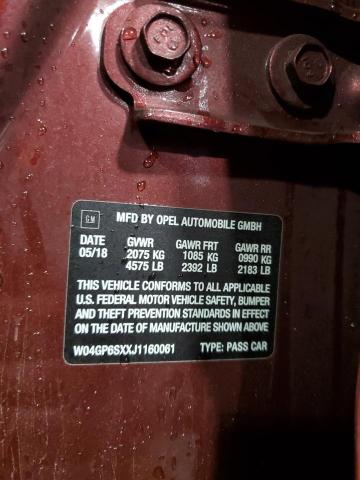 GM MFD BY OPEL AUTOMOBILE GMBH
DATE GVWR GAWR FRT GAWR RR
05/18 2075 KG 1085 KG 0990 KG
4575 LB 2392 LB 2183 LB
THIS VEHICLE CONFORMS TO ALL APPLICABLE
U.S. FEDERAL MOTOR VEHICLE SAFETY, BUMPER
AND THEFT PREVENTION STANDARDS IN EFFECT
ON THE DATE OF MANUFACTURE SHOWN ABOVE
W04GP6SXXJ1160061 TYPE: PASS CAR